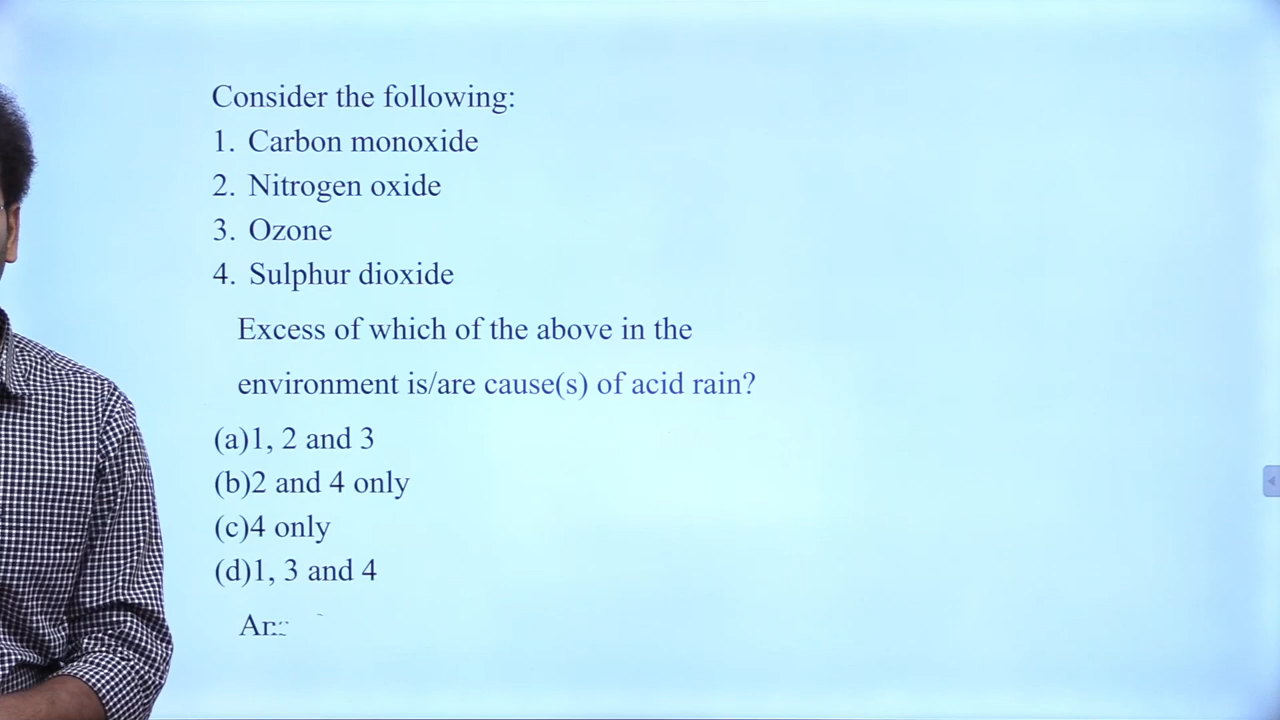 Consider the following:
1. Carbon monoxide
2. Nitrogen oxide
3. Ozone
4. Sulphur dioxide
Excess of which of the above in the
environment is/are cause(s) of acid rain?
(a)1, 2 and 3
(b)2 and 4 only
(c)4 only
(d)1, 3 and 4